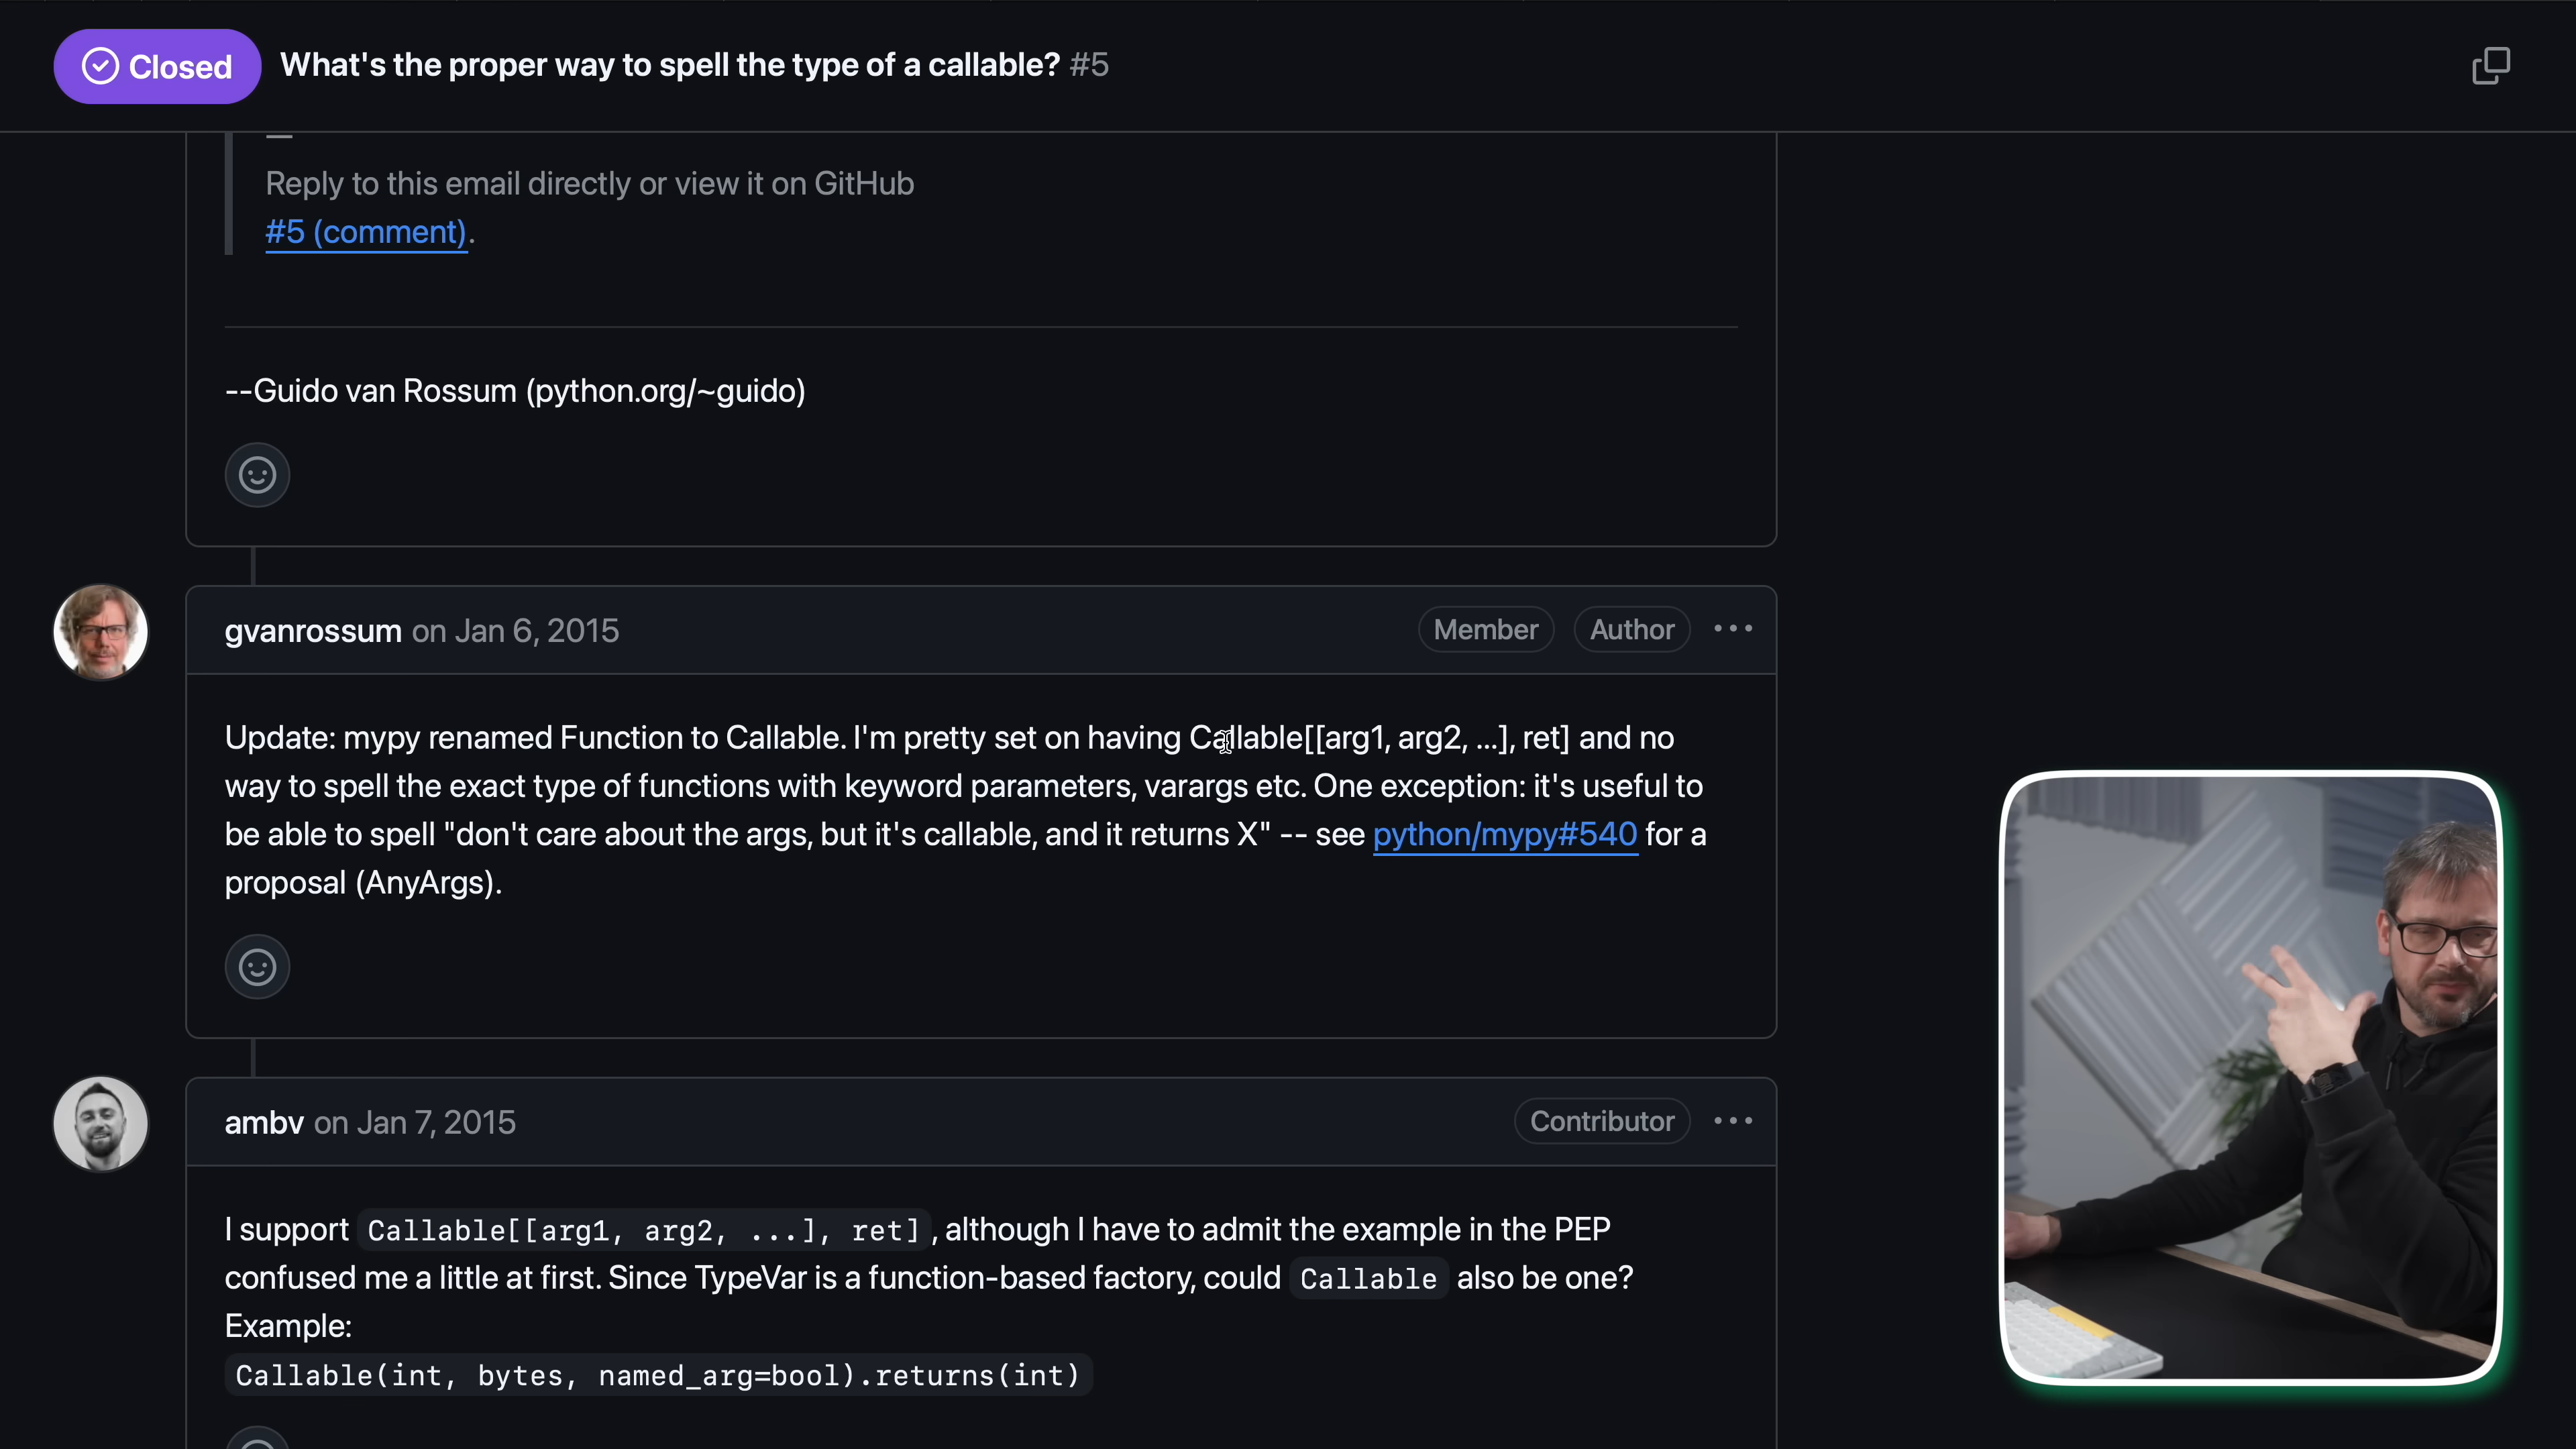 Closed What's the proper way to spell the type of a callable? #5
Reply to this email directly or view it on GitHub
#5 (comment).
--Guido van Rossum (python.org/~guido)
gvanrossum on Jan 6, 2015 Member Author
Update: mypy renamed Function to Callable. I'm pretty set on having Callable[[arg1, arg2, ...], ret] and no
way to spell the exact type of functions with keyword parameters, varargs etc. One exception: it's useful to
be able to spell "don't care about the args, but it's callable, and it returns X" -- see python/mypy#540 for a
proposal (AnyArgs).
ambv on Jan 7, 2015 Contributor
I support Callable[[arg1, arg2, ...], ret], although I have to admit the example in the PEP
confused me a little at first. Since TypeVar is a function-based factory, could Callable also be one?
Example:
Callable(int, bytes, named_arg=bool).returns(int)